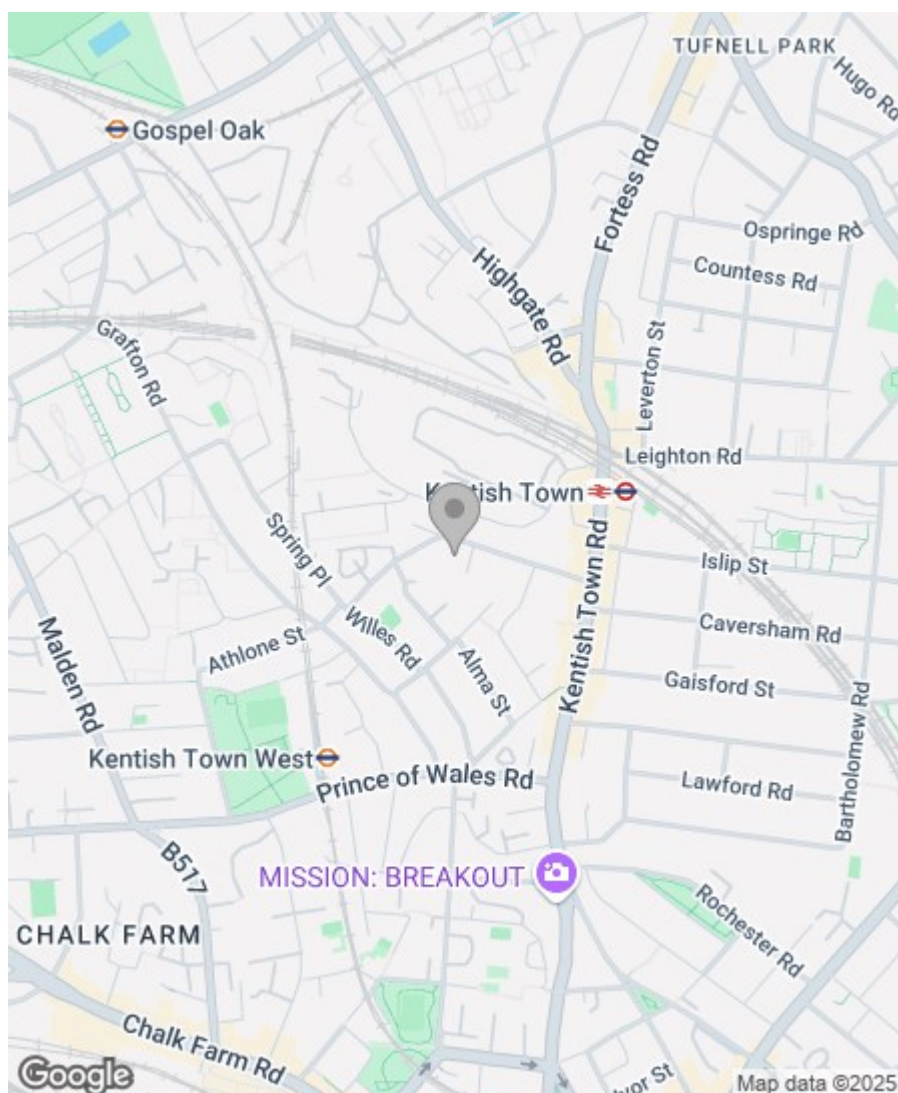 TUFNELL PARK
Hugo Rd
Gospel Oak
Fortess Rd
Ospringe Rd
Highgate Rd
Countess Rd
Grafton Rd
Leverton St
Leighton Rd
Kentish Town
Spring Pl
Islip St
Willes Rd
Athlone St
Caversham Rd
Malden Rd
Alma St
Kentish Town Rd
Gaisford St
Kentish Town West
Prince of Wales Rd
Lawford Rd
Bartholomew Rd
B517
MISSION: BREAKOUT
Rochester Rd
CHALK FARM
Chalk Farm Rd
Google
Map data ©2025